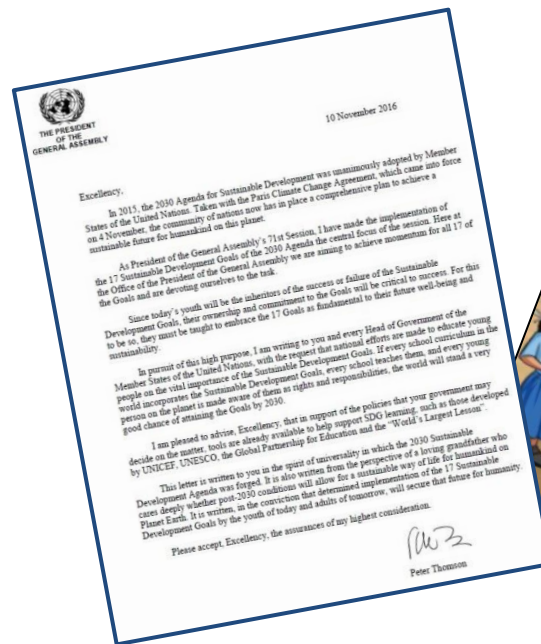 THE PRESIDENT
OF THE
GENERAL ASSEMBLY
10 November 2016
Excellency,
In 2015, the 2030 Agenda for Sustainable Development was unanimously adopted by Member
States of the United Nations. Taken with the Paris Climate Change Agreement, which came into force
on 4 November, the community of nations now has in place a comprehensive plan to achieve a
sustainable future for humankind on this planet.
As President of the General Assembly's 71st Session, I have made the implementation of
the 17 Sustainable Development Goals of the 2030 Agenda the central focus of the session. Here at
the Office of the President of the General Assembly we are aiming to achieve momentum for all 17 of
the Goals and are devoting ourselves to the task.
Since today's youth will be the inheritors of the success or failure of the Sustainable
Development Goals, their ownership and commitment to the Goals will be critical to success. For this
to be so, they must be taught to embrace the 17 Goals as fundamental to their future well-being and
sustainability.
In pursuit of this high purpose, I am writing to you and every Head of Government of the
Member States of the United Nations, with the request that national efforts are made to educate young
people on the vital importance of the Sustainable Development Goals. If every school curriculum in the
world incorporates the Sustainable Development Goals, every school teaches them, and every young
person on the planet is made aware of them as rights and responsibilities, the world will stand a very
good chance of attaining the Goals by 2030.
I am pleased to advise, Excellency, that in support of the policies that your government may
decide on the matter, tools are already available to help support SDG learning, such as those developed
by UNICEF, UNESCO, the Global Partnership for Education and the "World's Largest Lesson".
This letter is written to you in the spirit of universality in which the 2030 Sustainable
Development Agenda was forged. It is also written from the perspective of a loving grandfather who
cares deeply whether post-2030 conditions will allow for a sustainable way of life for humankind on
Planet Earth. It is written, in the conviction that determined implementation of the 17 Sustainable
Development Goals by the youth of today and adults of tomorrow, will secure that future for humanity.
Please accept, Excellency, the assurances of my highest consideration.
Peter Thomson